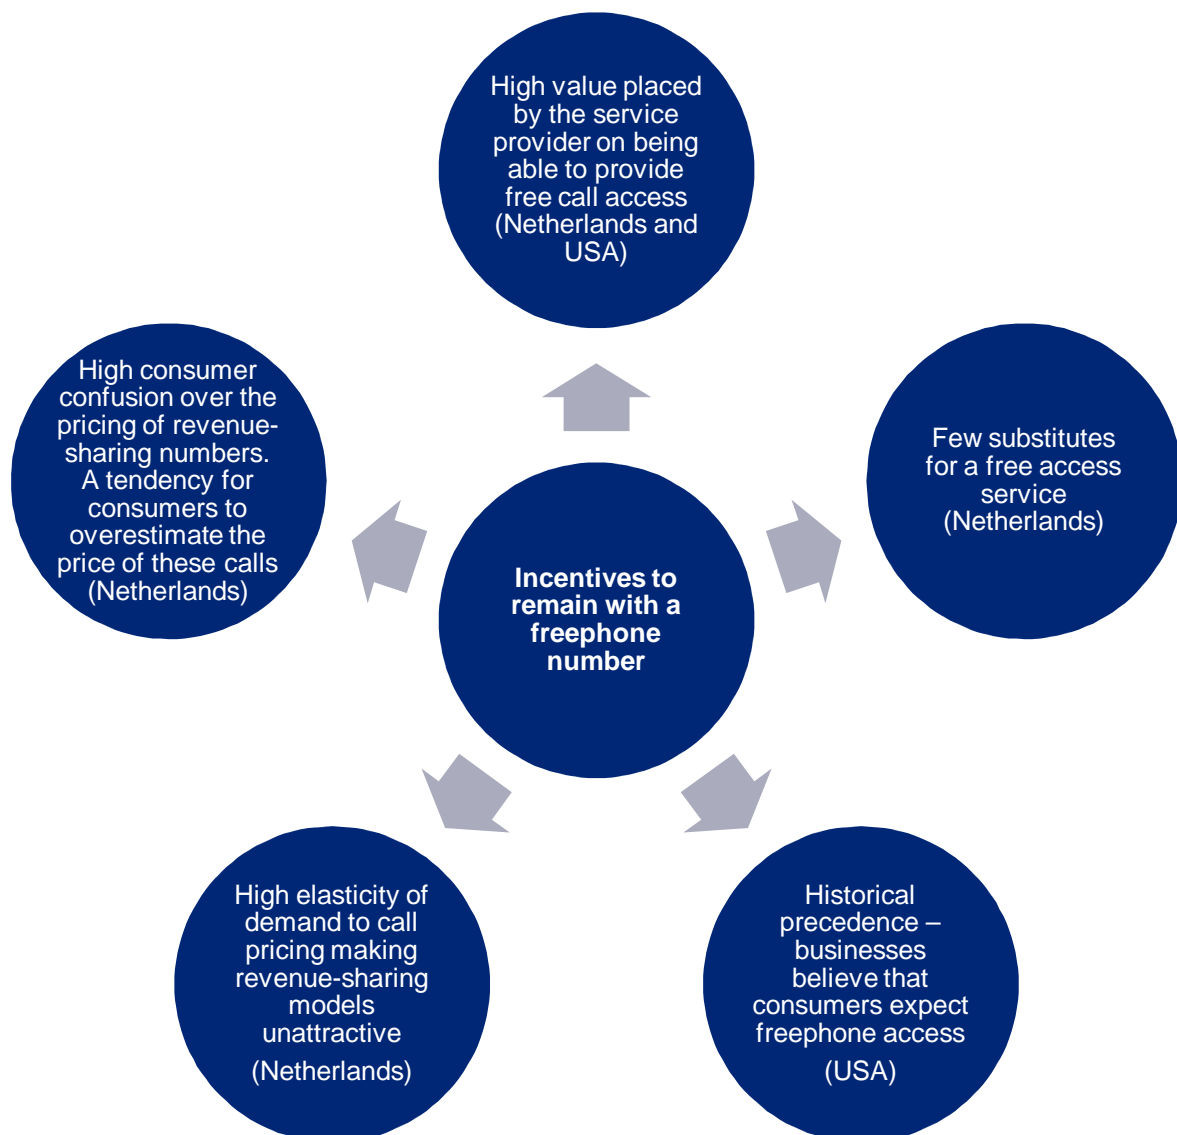 High value placed
by the service
provider on being
able to provide
free call access
(Netherlands and
USA)
High consumer
confusion over the
pricing of revenue-
sharing numbers.
A tendency for
consumers to
overestimate the
price of these calls
(Netherlands)
Few substitutes
for a free access
service
(Netherlands)
Incentives to
remain with a
freephone
number
High elasticity of
demand to call
pricing making
revenue-sharing
models
unattractive
(Netherlands)
Historical
precedence –
businesses
believe that
consumers expect
freephone access
(USA)